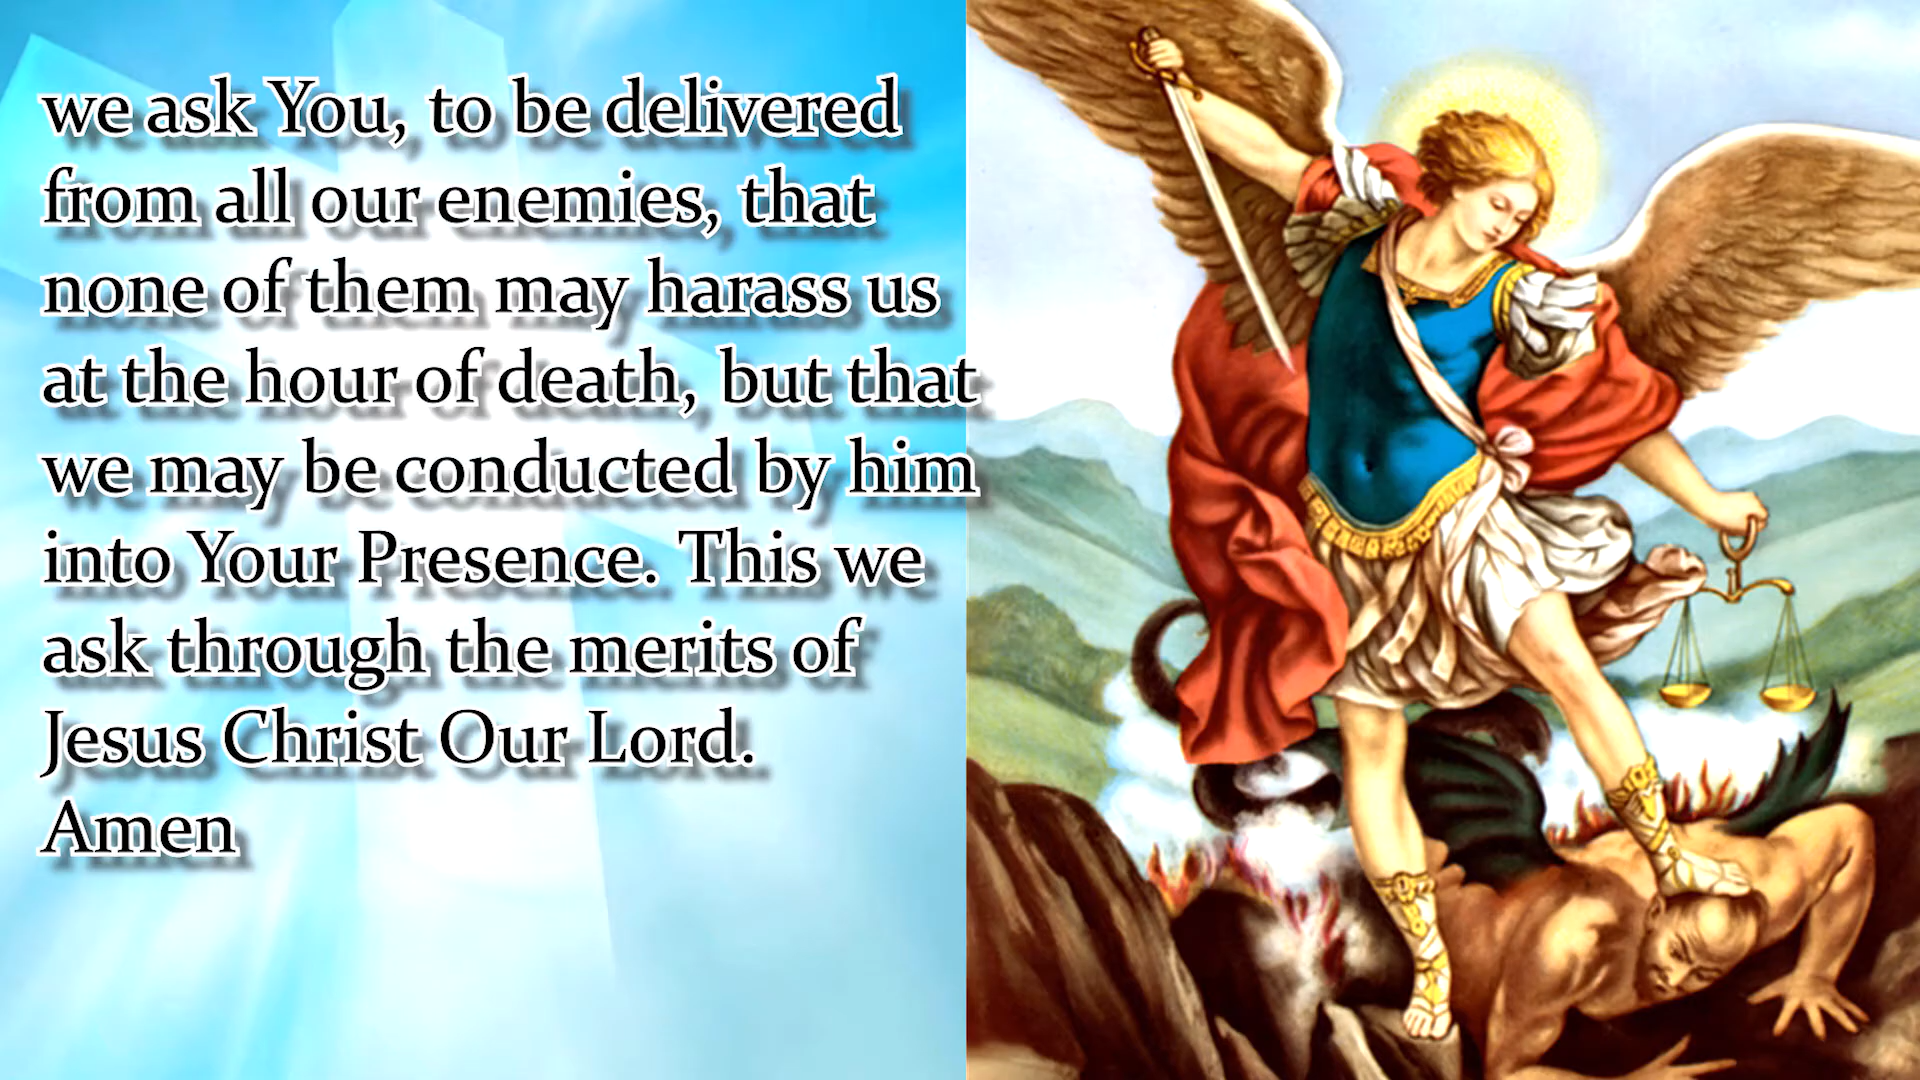 we ask You, to be delivered
from all our enemies, that
none of them may harass us
at the hour of death, but that
we may be conducted by him
into Your Presence. This we
ask through the merits of
Jesus Christ Our Lord.
Amen